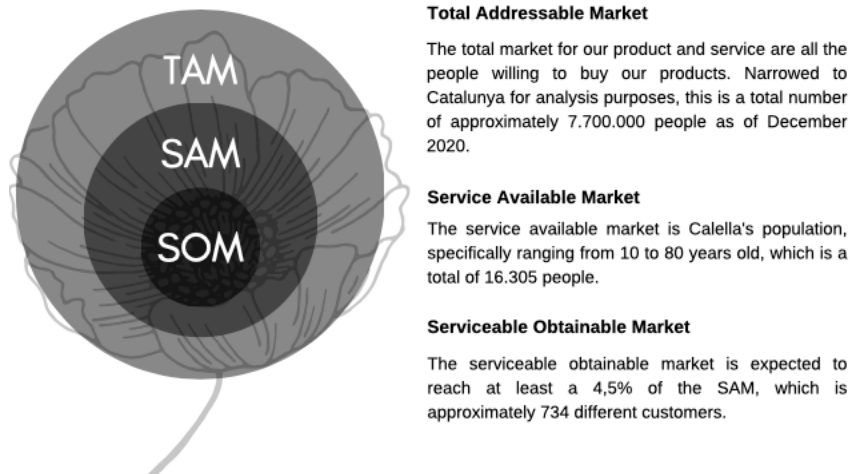 TAM
SAM
SOM
Total Addressable Market
The total market for our product and service are all the
people willing to buy our products. Narrowed to
Catalunya for analysis purposes, this is a total number
of approximately 7.700.000 people as of December
2020.
Service Available Market
The service available market is Calella's population,
specifically ranging from 10 to 80 years old, which is a
total of 16.305 people.
Serviceable Obtainable Market
The serviceable obtainable market is expected to
reach at least a 4,5% of the SAM, which is
approximately 734 different customers.